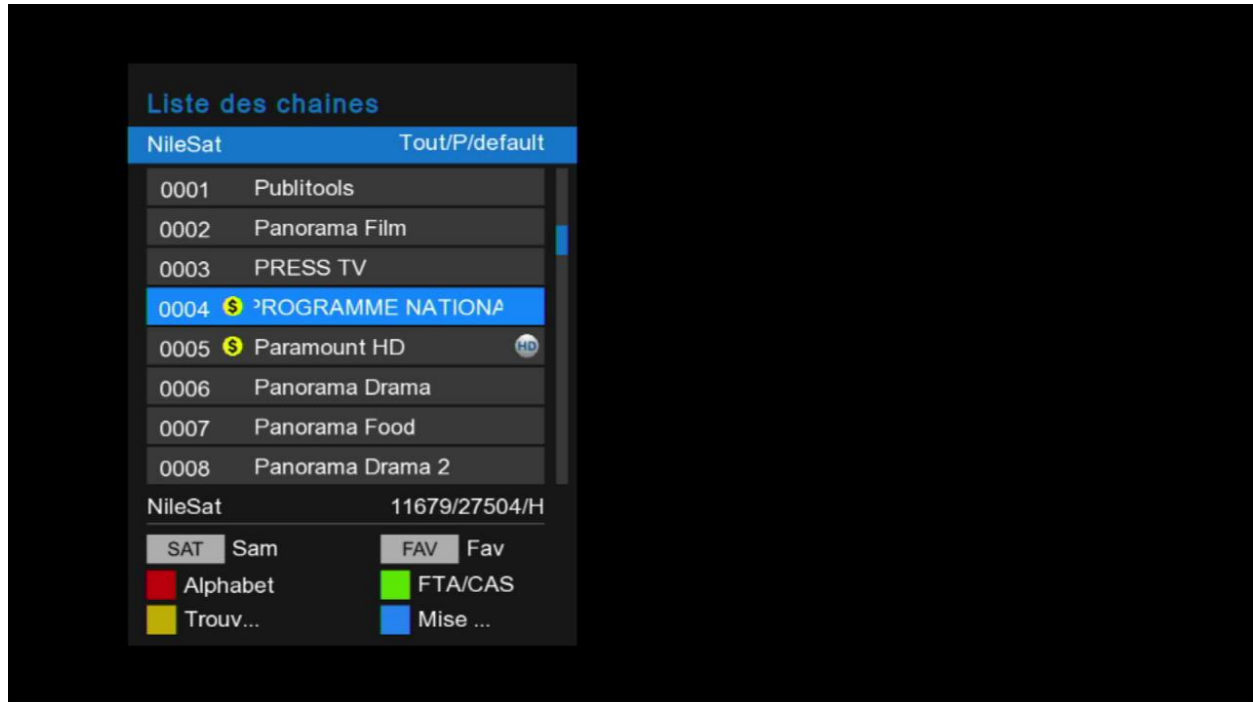 Liste des chaines
NileSat Tout/P/default
0001 Publitools
0002 Panorama Film
0003 PRESS TV
0004 $ PROGRAMME NATIONA
0005 $ Paramount HD HD
0006 Panorama Drama
0007 Panorama Food
0008 Panorama Drama 2
NileSat 11679/27504/H
SAT Sam FAV Fav
Alphabet FTA/CAS
Trouv... Mise ...